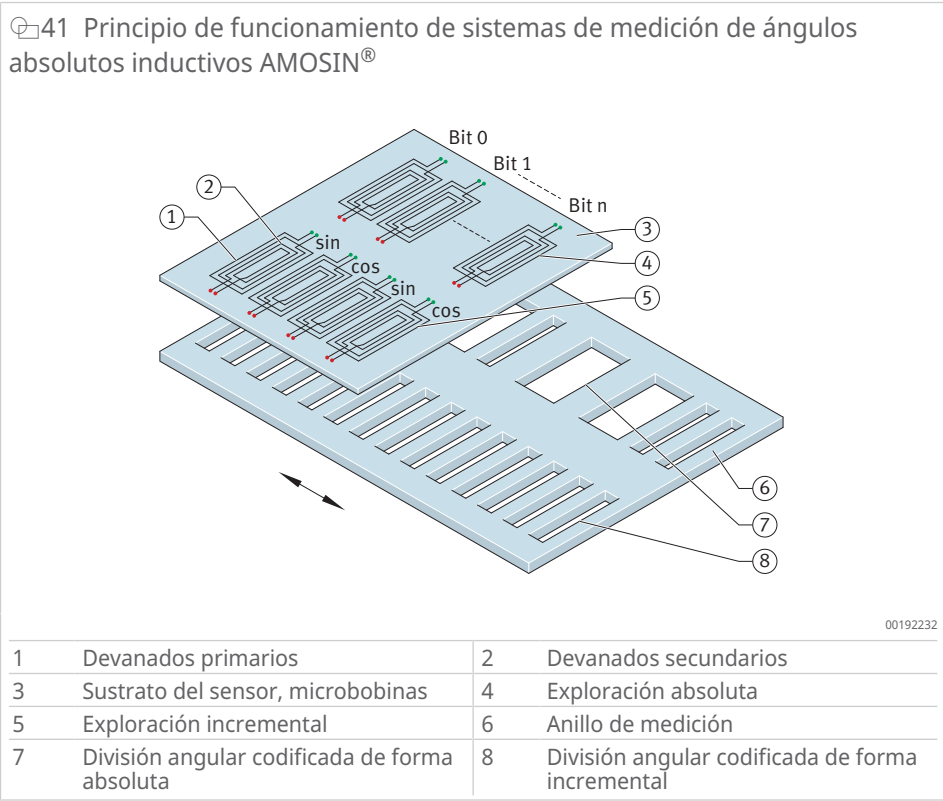 41 Principio de funcionamiento de sistemas de medición de ángulos
absolutos inductivos AMOSIN®
Bit 0
Bit 1
Bit n
2
1
3
sin
4
cos
sin
5
cos
6
7
8
00192232
1 Devanados primarios 2 Devanados secundarios
3 Sustrato del sensor, microbobinas 4 Exploración absoluta
5 Exploración incremental 6 Anillo de medición
7 División angular codificada de forma 8 División angular codificada de forma
absoluta incremental